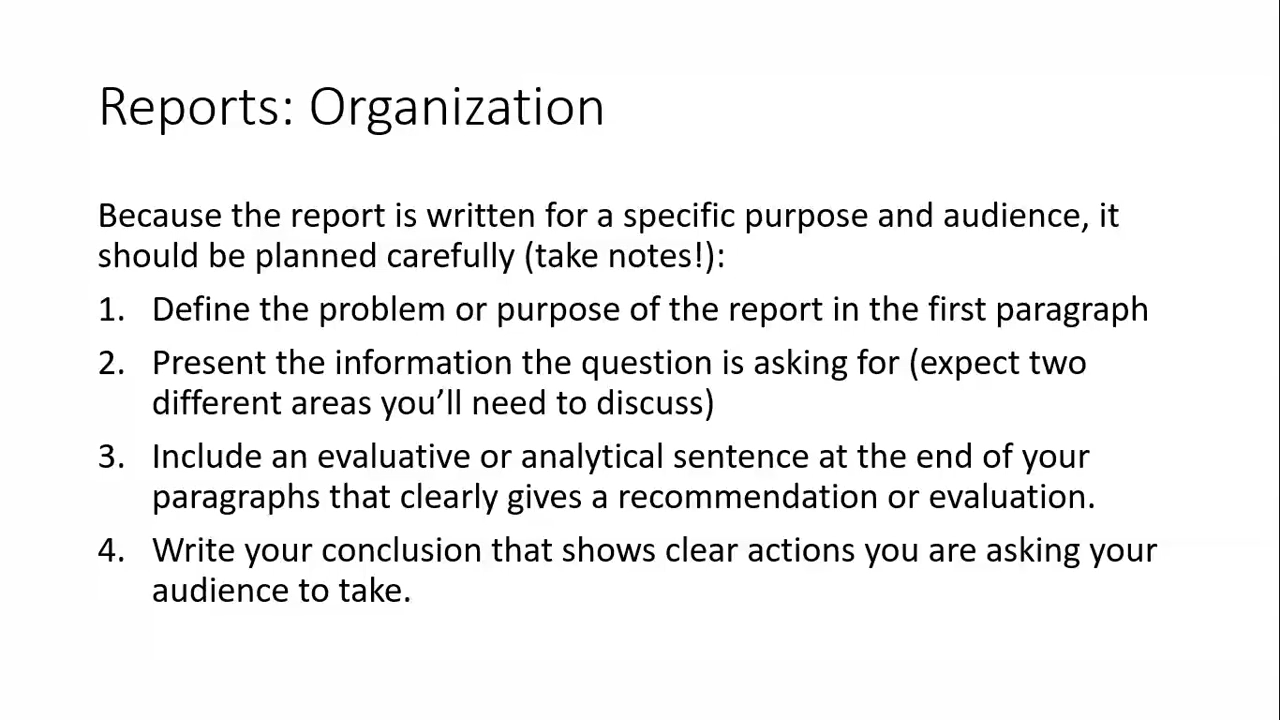 Reports: Organization
Because the report is written for a specific purpose and audience, it
should be planned carefully (take notes!):
1. Define the problem or purpose of the report in the first paragraph
2. Present the information the question is asking for (expect two
different areas you’ll need to discuss)
3. Include an evaluative or analytical sentence at the end of your
paragraphs that clearly gives a recommendation or evaluation.
4. Write your conclusion that shows clear actions you are asking your
audience to take.